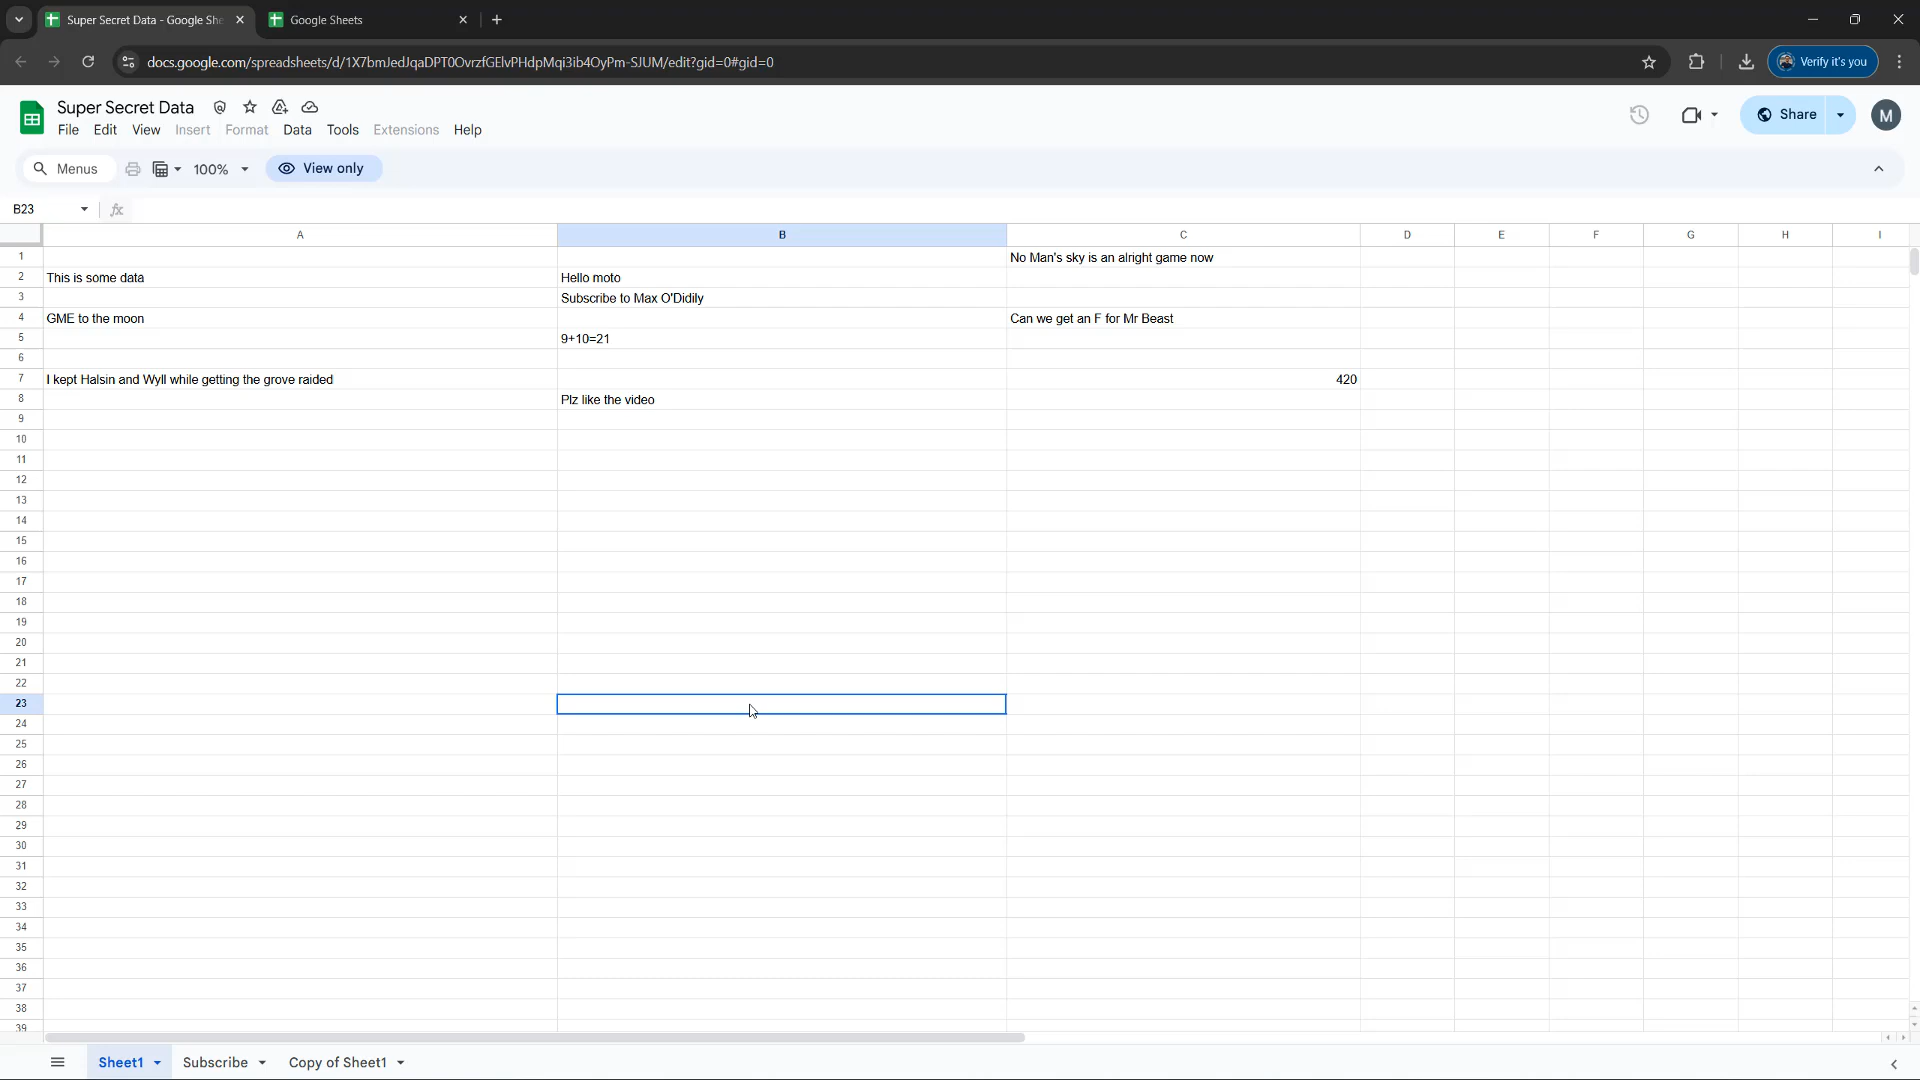 Super Secret Data - Google She
Google Sheets
docs.google.com/spreadsheets/d/1X7bmJedJqaDPT0OvrzfGElvPHdpMqi3ib4OyPm-SJUM/edit?gid=0#gid=0
Verify it's you
Super Secret Data
File Edit View Insert Format Data Tools Extensions Help
Share
M
Menus
100%
View only
B23
fx
A B C D E F G H I
1 No Man's sky is an alright game now
2 This is some data Hello moto
3 Subscribe to Max O'Didily
4 GME to the moon Can we get an F for Mr Beast
5 9+10=21
6
7 I kept Halsin and Wyll while getting the grove raided 420
8 Plz like the video
9
10
11
12
13
14
15
16
17
18
19
20
21
22
23
24
25
26
27
28
29
30
31
32
33
34
35
36
37
38
39
Sheet1 Subscribe Copy of Sheet1